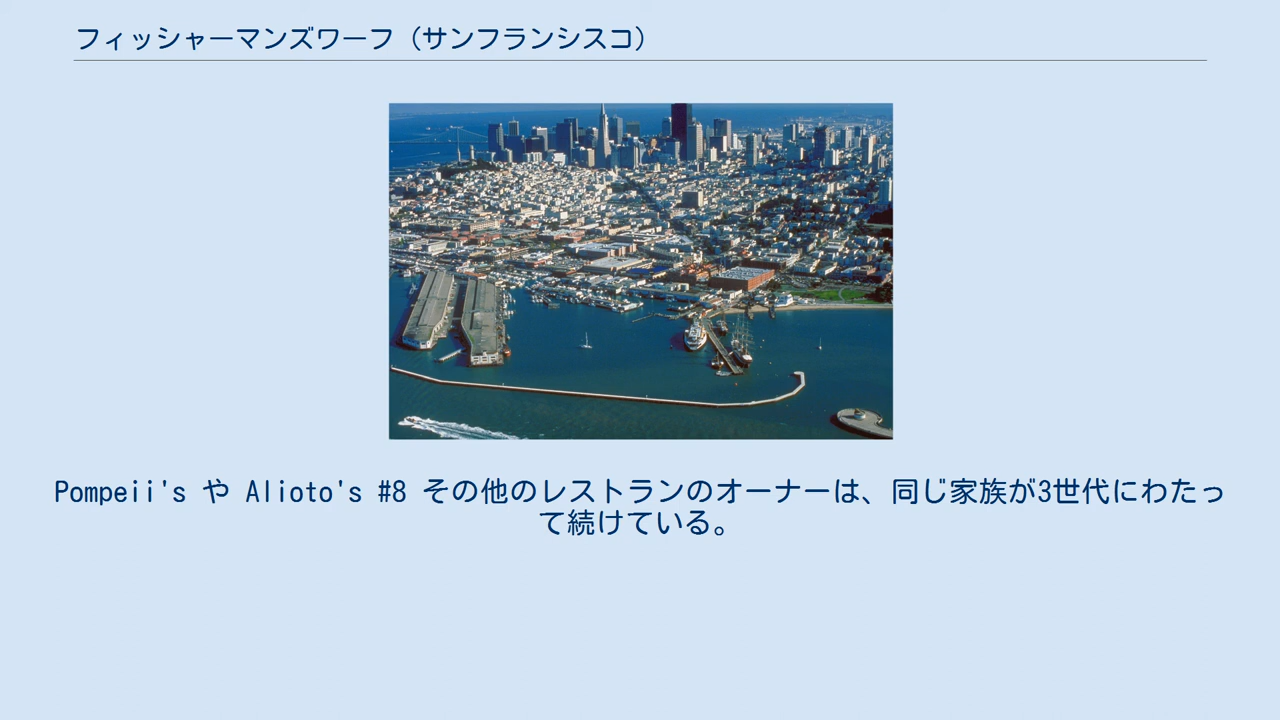 フィッシャーマンズワーフ（サンフランシスコ）
Pompeii's や Alioto's #8 その他のレストランのオーナーは、同じ家族が3世代にわたっ
て続けている。